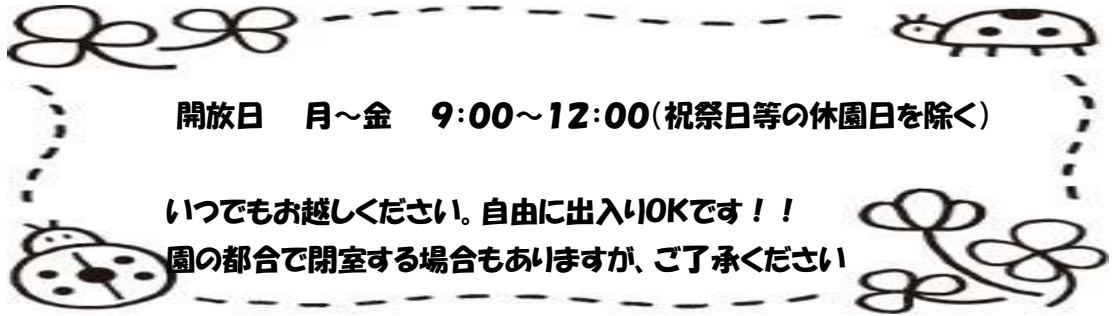 開放日　月～金　9:00～12:00(祝祭日等の休園日を除く)
いつでもお越しください。自由に出入りOKです！！
園の都合で閉室する場合もありますが、ご了承ください